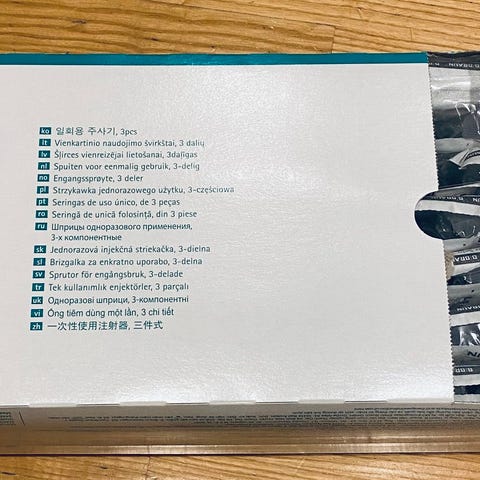 B|BRAUN
ko 일회용 주사기, 3pcs
lt Vienkartinio naudojimo švirkštai, 3 dalių
lv Šļirces vienreizējai lietošanai, 3daļīgas
nl Spuiten voor eenmalig gebruik, 3-delig
no Engangssprøyte, 3 deler
pl Strzykawka jednorazowego użytku, 3-częściowa
pt Seringas de uso único, de 3 peças
ro Seringă de unică folosință, din 3 piese
ru Шприцы одноразового применения,
3-х компонентные
sk Jednorazová injekčná striekačka, 3-dielna
sl Brizgalka za enkratno uporabo, 3-delna
sv Sprutor för engångsbruk, 3-delade
tr Tek kullanımlık enjektörler, 3 parçalı
uk Одноразові шприци, 3-компонентні
vi Ống tiêm dùng một lần, 3 chi tiết
zh 一次性使用注射器, 三件式